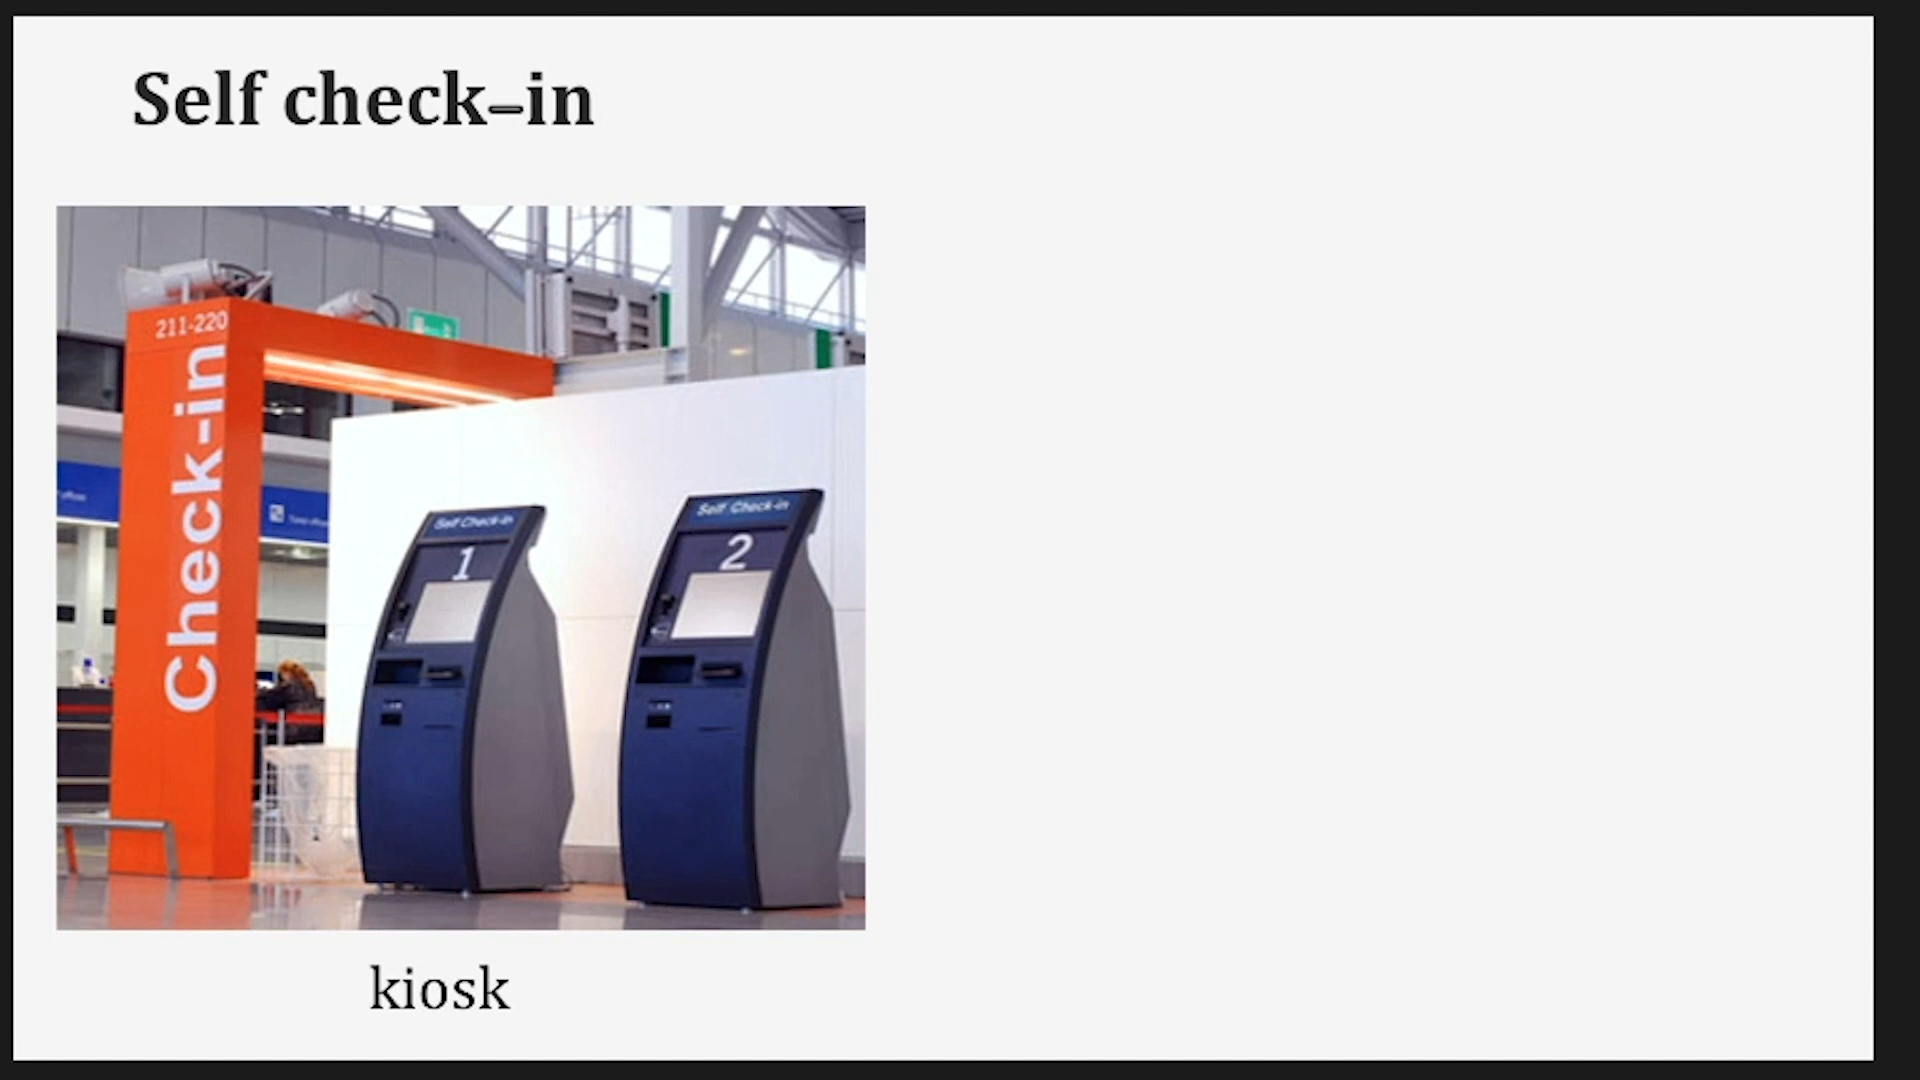 Self check-in
211-220
Check-in
Self Check-in
1
Self Check-in
2
kiosk